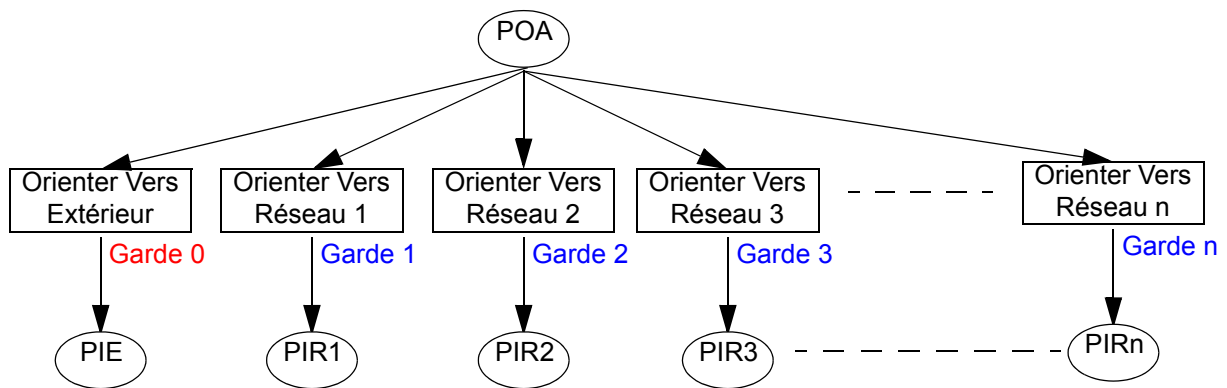 POA
Orenter Vers
Extérieur
Orienter Vers
Réseau 1
Orienter Vers
Réseau 2
Orienter Vers
Réseau 3
Orienter Vers
Réseau n
Garde 0
Garde 1
Garde 2
Garde 3
Garde n
PIE
PIR1
PIR2
PIR3
PIRn